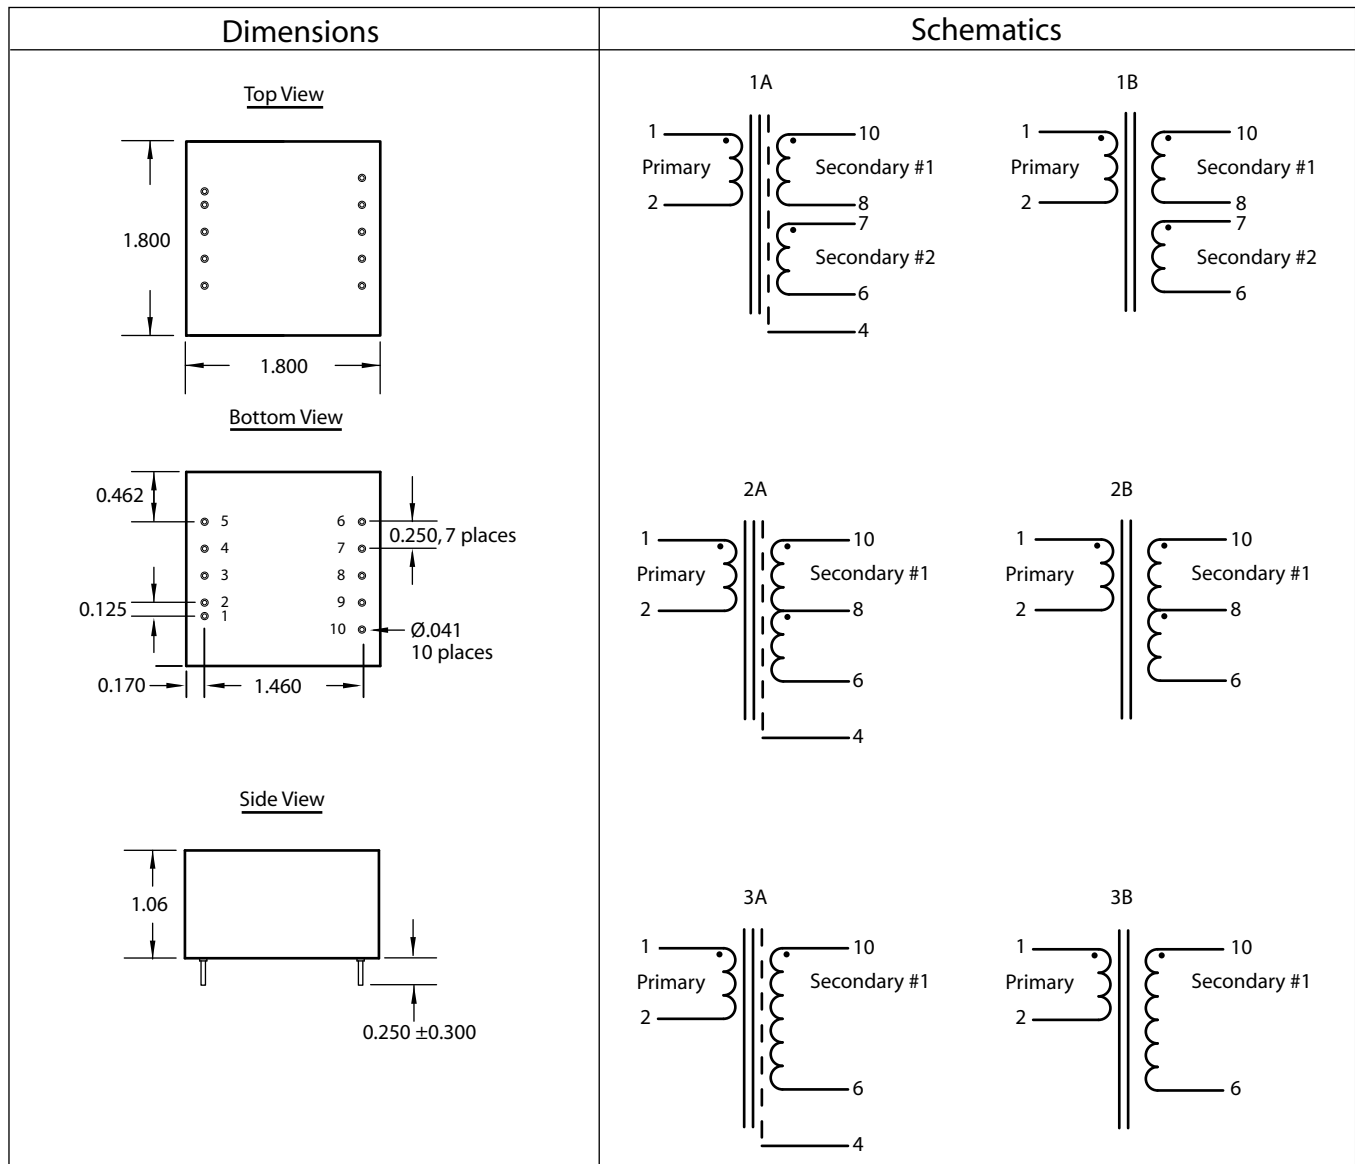 Dimensions
Schematics
Top View
1.800
1.800
Bottom View
0.462
5
4
3
2
1
6
7
8
9
10
0.250, 7 places
0.125
Ø.041
10 places
0.170
1.460
Side View
1.06
0.250 ±0.300
1A
1
Primary
2
10
Secondary #1
8
7
Secondary #2
6
4
1B
1
Primary
2
10
Secondary #1
8
7
Secondary #2
6
2A
1
Primary
2
10
Secondary #1
8
6
4
2B
1
Primary
2
10
Secondary #1
8
6
3A
1
Primary
2
10
Secondary #1
6
4
3B
1
Primary
2
10
Secondary #1
6